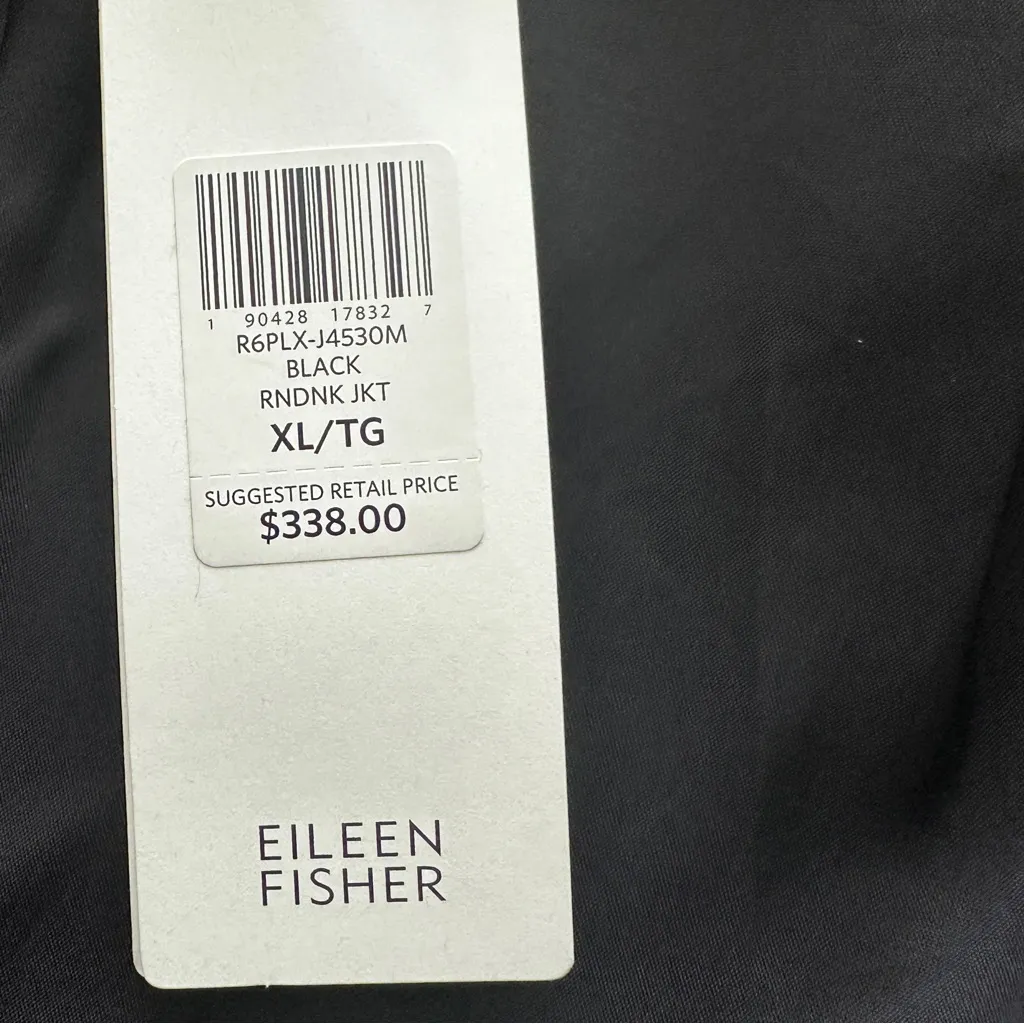 1 90428 17832 7
R6PLX-J4530M
BLACK
RNDNK JKT
XL/TG
SUGGESTED RETAIL PRICE
$338.00
EILEEN
FISHER